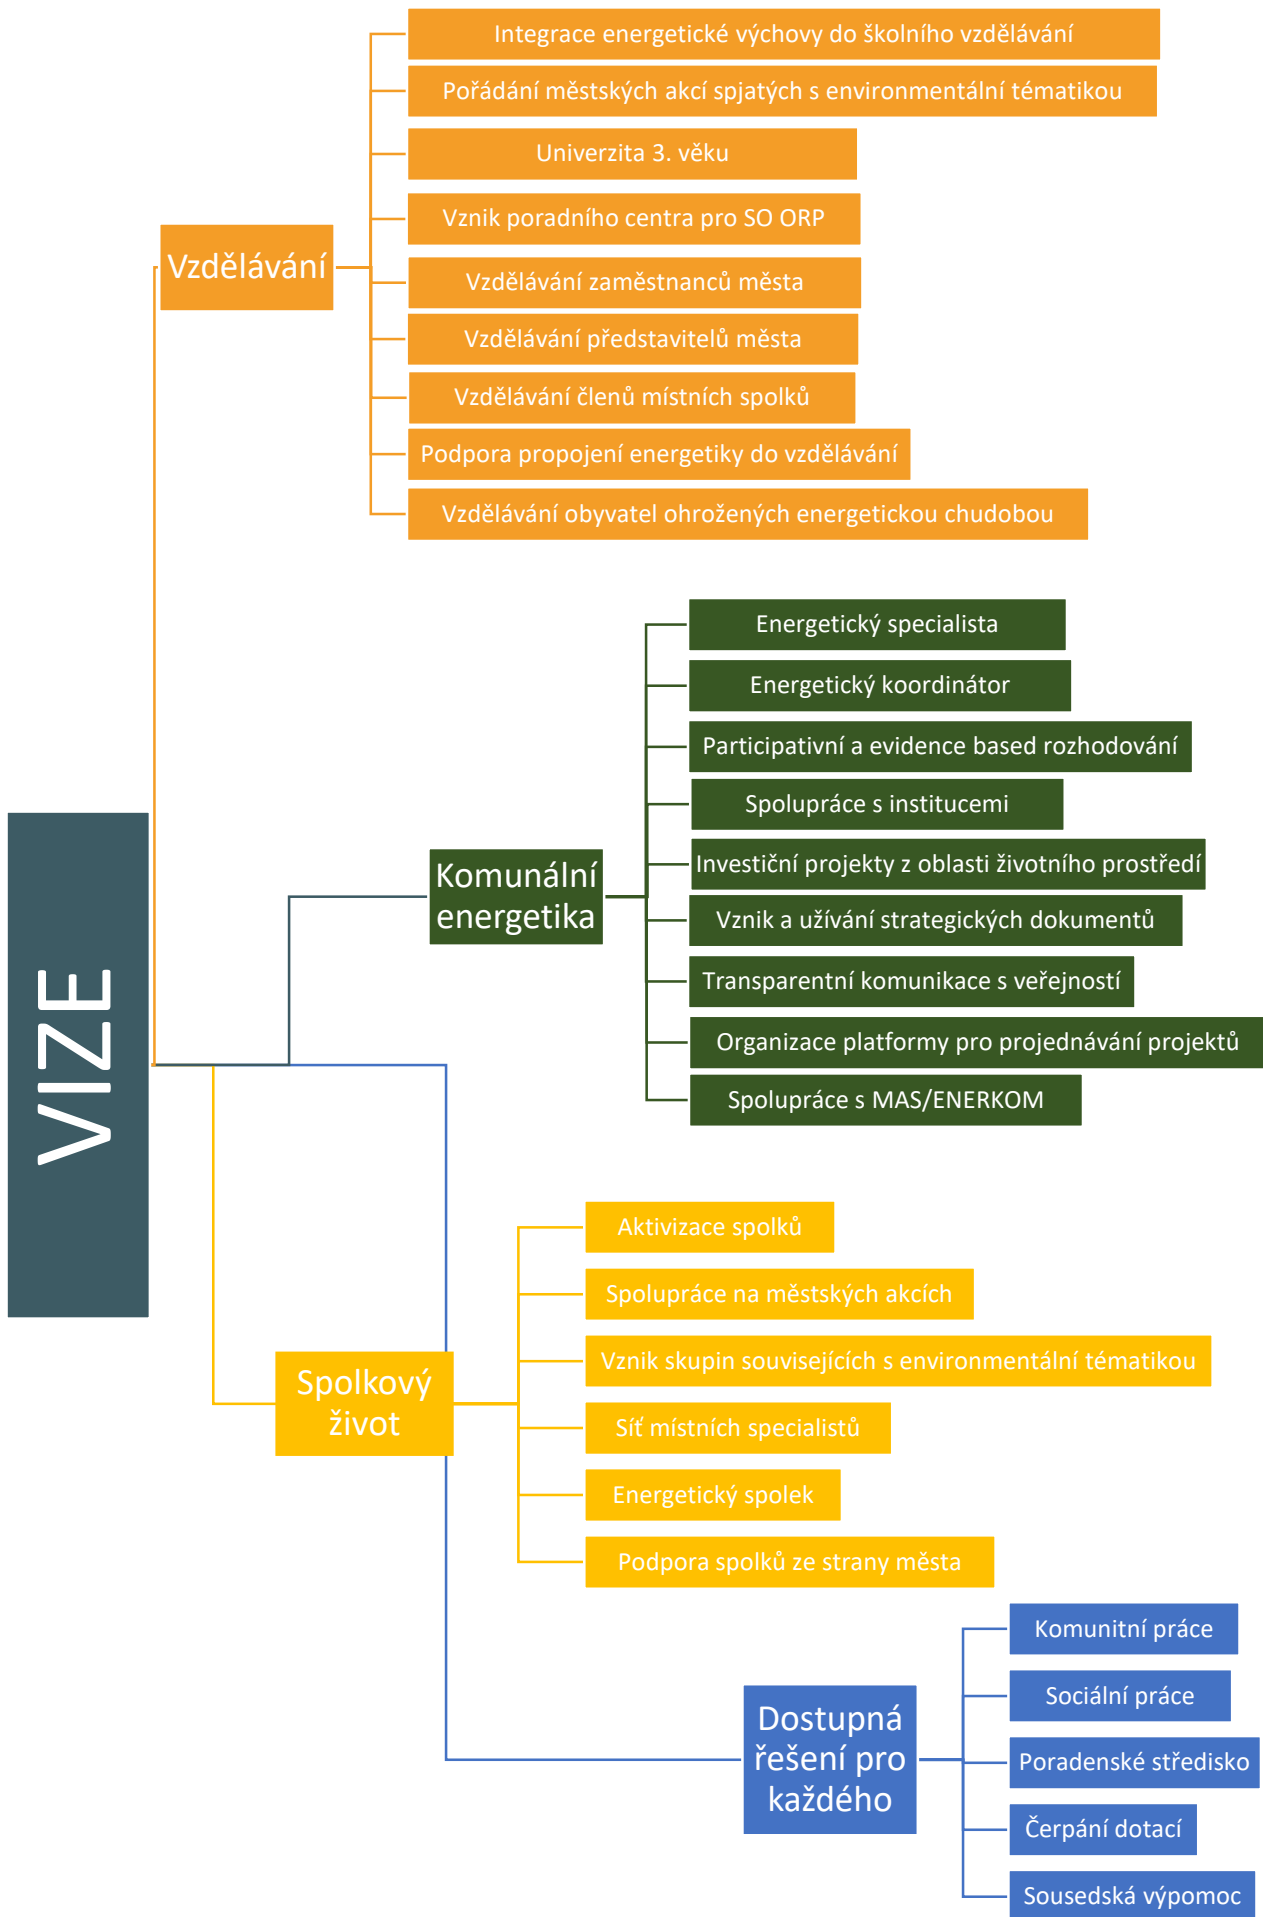 VIZE
Vzdělávání
Integrace energetické výchovy do školního vzdělávání
Pořádání městských akcí spjatých s environmentální tématikou
Univerzita 3. věku
Vznik poradního centra pro SO ORP
Vzdělávání zaměstnanců města
Vzdělávání představitelů města
Vzdělávání členů místních spolků
Podpora propojení energetiky do vzdělávání
Vzdělávání obyvatel ohrožených energetickou chudobou
Komunální
energetika
Energetický specialista
Energetický koordinátor
Participativní a evidence based rozhodování
Spolupráce s institucemi
Investiční projekty z oblasti životního prostředí
Vznik a užívání strategických dokumentů
Transparentní komunikace s veřejností
Organizace platformy pro projednávání projektů
Spolupráce s MAS/ENERKOM
Spolkový
život
Aktivizace spolků
Spolupráce na městských akcích
Vznik skupin souvisejících s environmentální tématikou
Síť místních specialistů
Energetický spolek
Podpora spolků ze strany města
Dostupná
řešení pro
každého
Komunitní práce
Sociální práce
Poradenské středisko
Čerpání dotací
Sousedská výpomoc